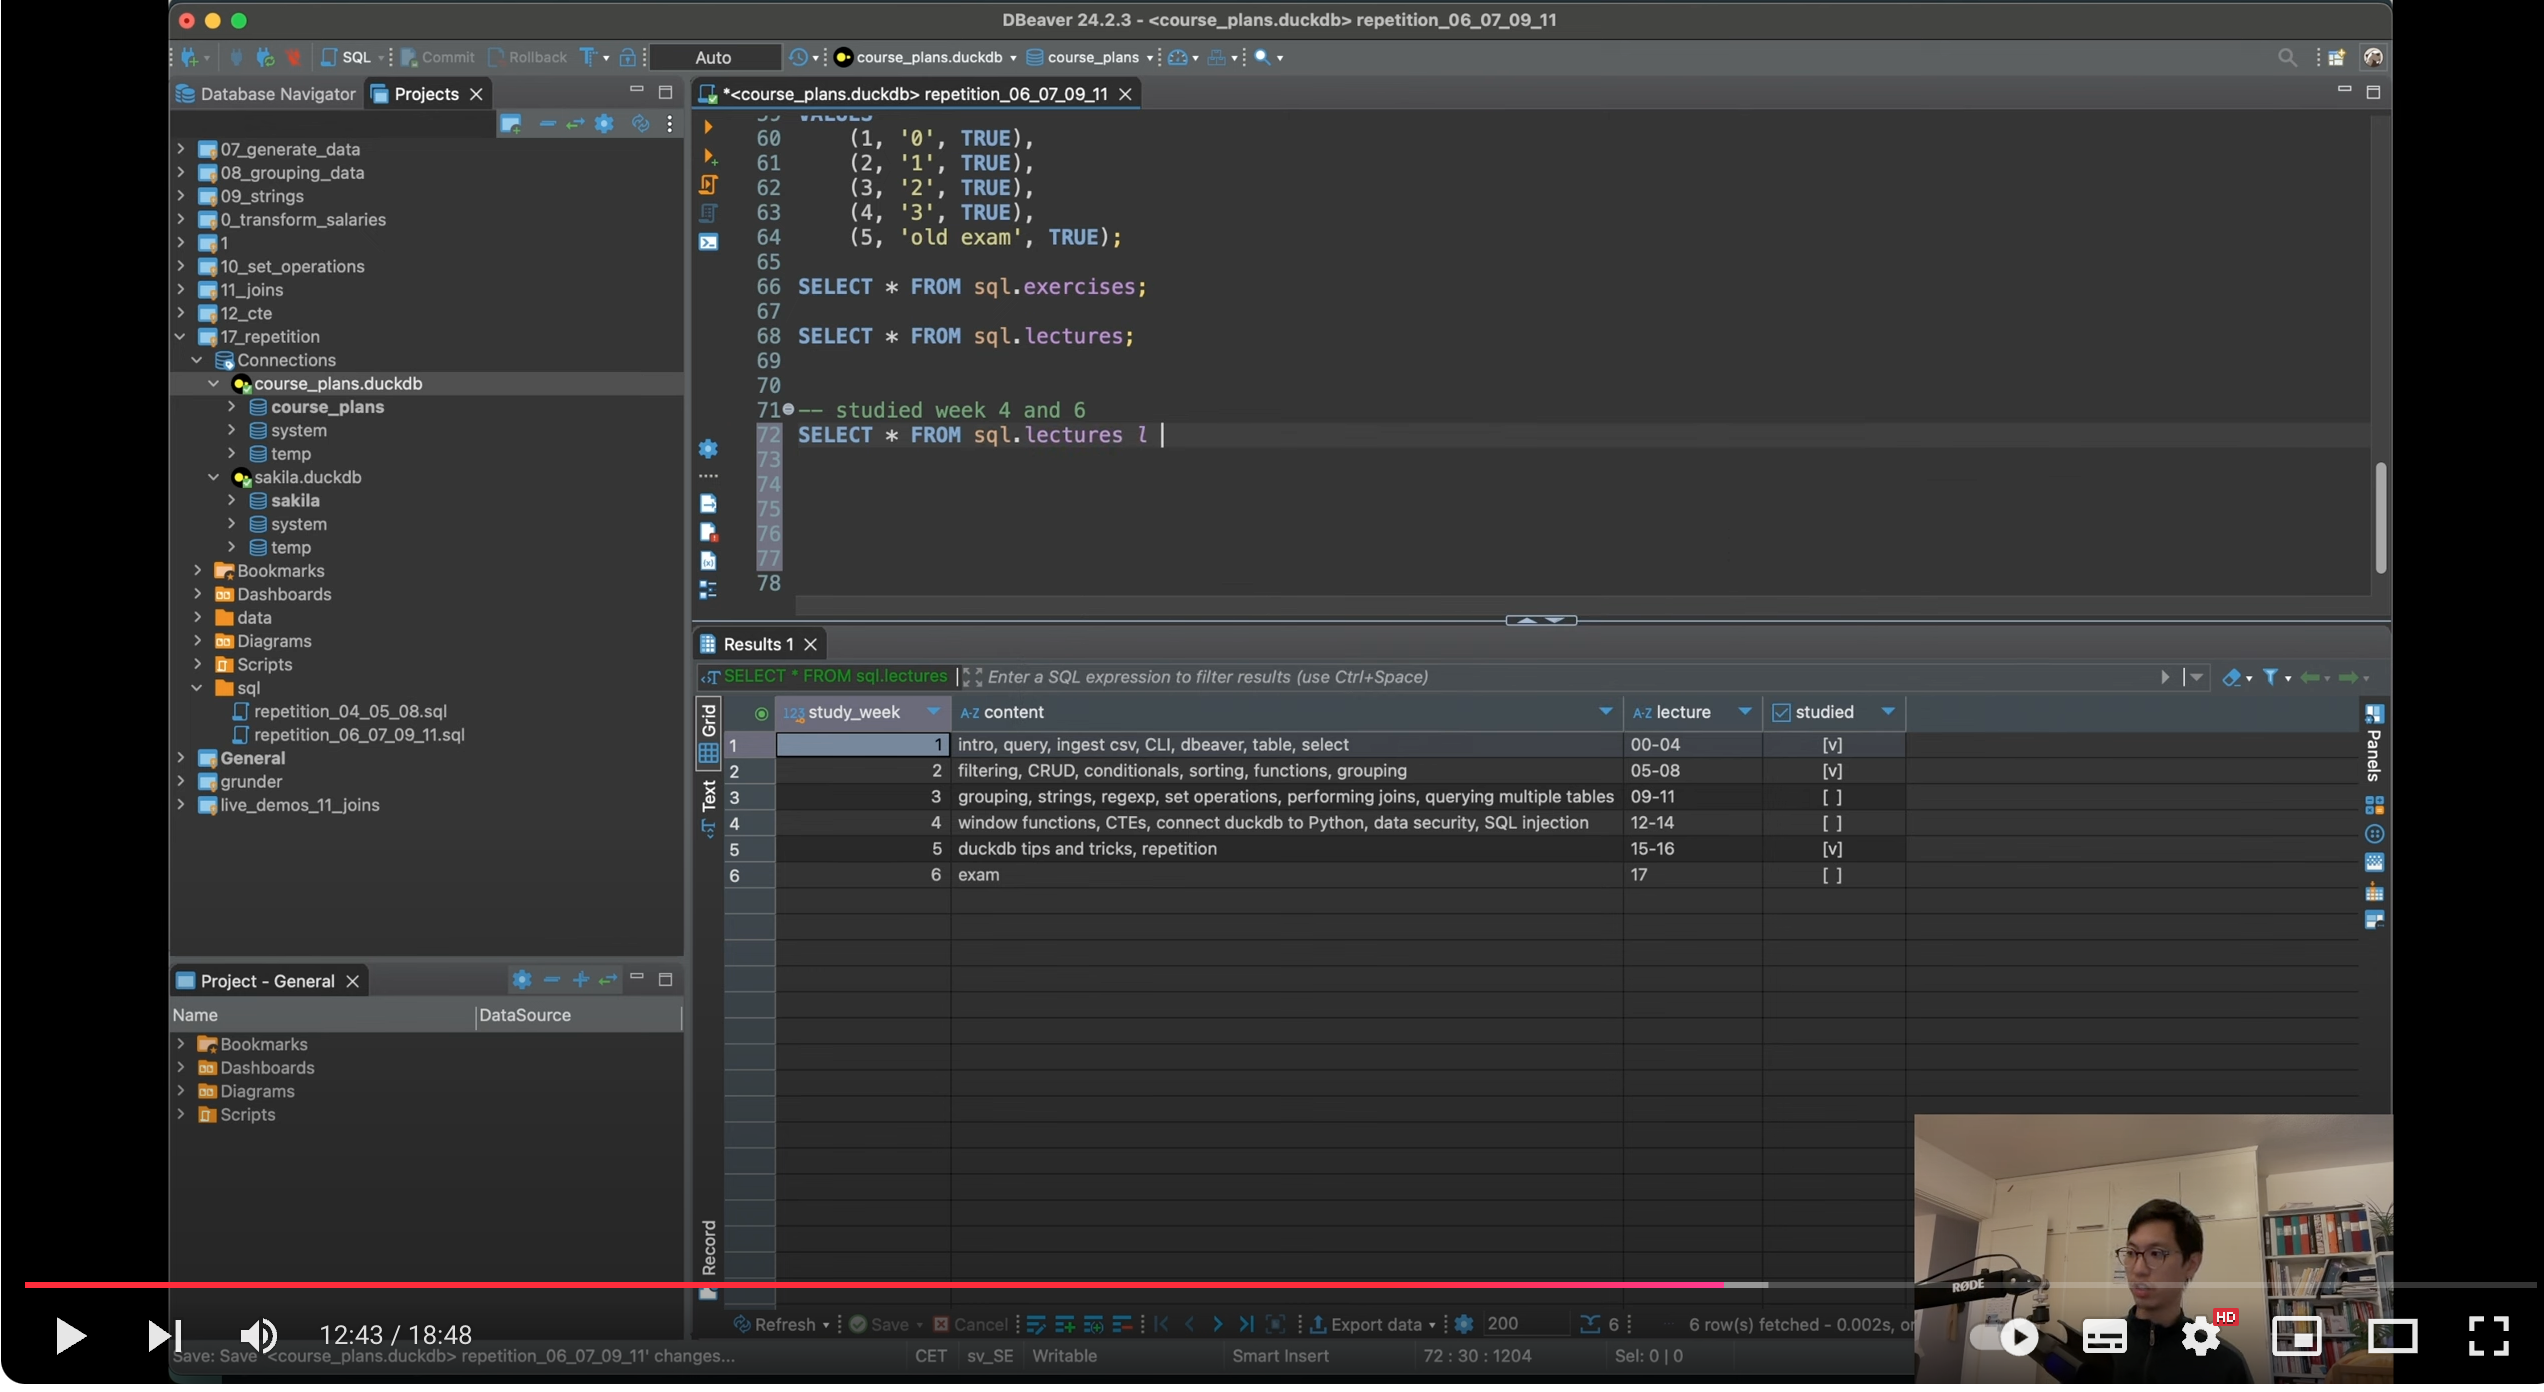 DBeaver 24.2.3 - <course_plans.duckdb> repetition_06_07_09_11
SQL
Commit
Rollback
Auto
course_plans.duckdb
course_plans
Database Navigator
Projects
*<course_plans.duckdb> repetition_06_07_09_11
07_generate_data
08_grouping_data
09_strings
0_transform_salaries
1
10_set_operations
11_joins
12_cte
17_repetition
Connections
course_plans.duckdb
course_plans
system
temp
sakila.duckdb
sakila
system
temp
Bookmarks
Dashboards
data
Diagrams
Scripts
sql
repetition_04_05_08.sql
repetition_06_07_09_11.sql
General
grunder
live_demos_11_joins
59 VALUES
60 (1, '0', TRUE),
61 (2, '1', TRUE),
62 (3, '2', TRUE),
63 (4, '3', TRUE),
64 (5, 'old exam', TRUE);
65
66 SELECT * FROM sql.exercises;
67
68 SELECT * FROM sql.lectures;
69
70
71 -- studied week 4 and 6
72 SELECT * FROM sql.lectures l
73
74
75
76
77
78
Results 1
SELECT * FROM sql.lectures
Enter a SQL expression to filter results (use Ctrl+Space)
Grid
Text
Record
Panels
123 study_week A-Z content A-Z lecture studied
1 1 intro, query, ingest csv, CLI, dbeaver, table, select 00-04 [v]
2 2 filtering, CRUD, conditionals, sorting, functions, grouping 05-08 [v]
3 3 grouping, strings, regexp, set operations, performing joins, querying multiple tables 09-11 [ ]
4 4 window functions, CTEs, connect duckdb to Python, data security, SQL injection 12-14 [ ]
5 5 duckdb tips and tricks, repetition 15-16 [v]
6 6 exam 17 [ ]
Project - General
Name DataSource
Bookmarks
Dashboards
Diagrams
Scripts
RØDE
Refresh
Save
Cancel
Export data
200
6
6 row(s) fetched - 0.002s, or
12:43 / 18:48
HD
Save: Save '<course_plans.duckdb> repetition_06_07_09_11' changes...
CET
sv_SE
Writable
Smart Insert
72 : 30 : 1204
Sel: 0 | 0